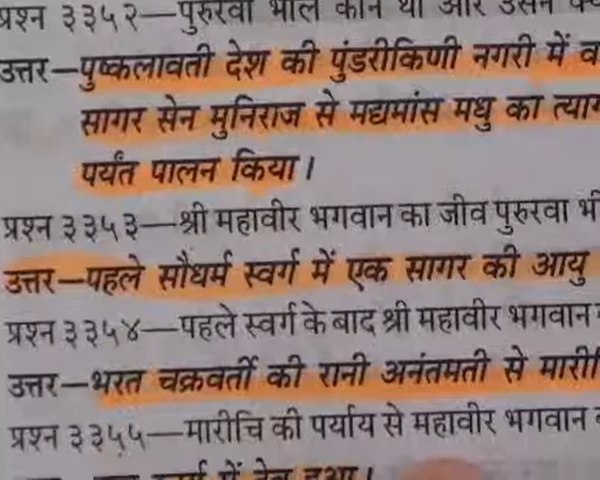 प्रश्न ३३५२—पुरुरवा भील कौन था और उसने
उत्तर—पुष्कलावती देश की पुंडरीकिणी नगरी में
सागर सेन मुनिराज से मद्यमांस मधु का त्याग
पर्यंत पालन किया।
प्रश्न ३३५३—श्री महावीर भगवान का जीव पुरुरवा
उत्तर—पहले सौधर्म स्वर्ग में एक सागर की आयु
प्रश्न ३३५४—पहले स्वर्ग के बाद श्री महावीर भगवान
उत्तर—भरत चक्रवर्ती की रानी अनंतमती से
प्रश्न ३३५५—मारीचि की पर्याय से महावीर भगवान
में देव हुआ।